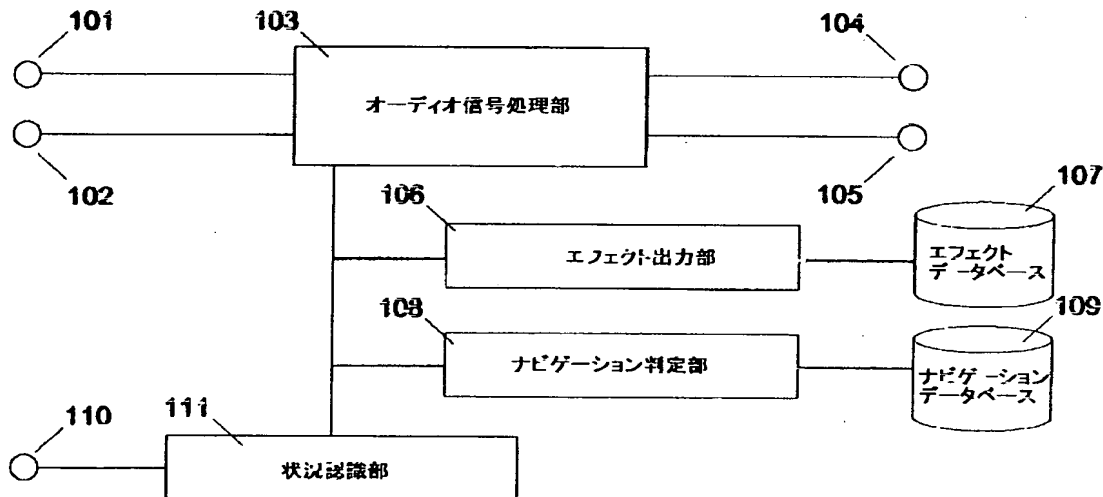 101
103
104
オーディオ信号処理部
102
105
107
106
エフェクト出力部
エフェクト
データベース
108
109
ナビゲーション判定部
ナビゲーション
データベース
111
110
状況認識部